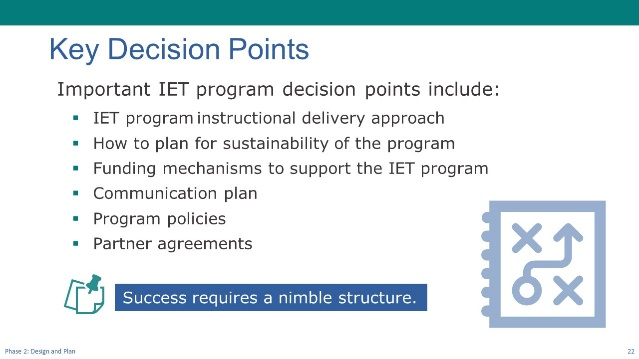 Key Decision Points
Important IET program decision points include:
▪ IET program instructional delivery approach
▪ How to plan for sustainability of the program
▪ Funding mechanisms to support the IET program
▪ Communication plan
▪ Program policies
▪ Partner agreements
Success requires a nimble structure.
Phase 2: Design and Plan
22